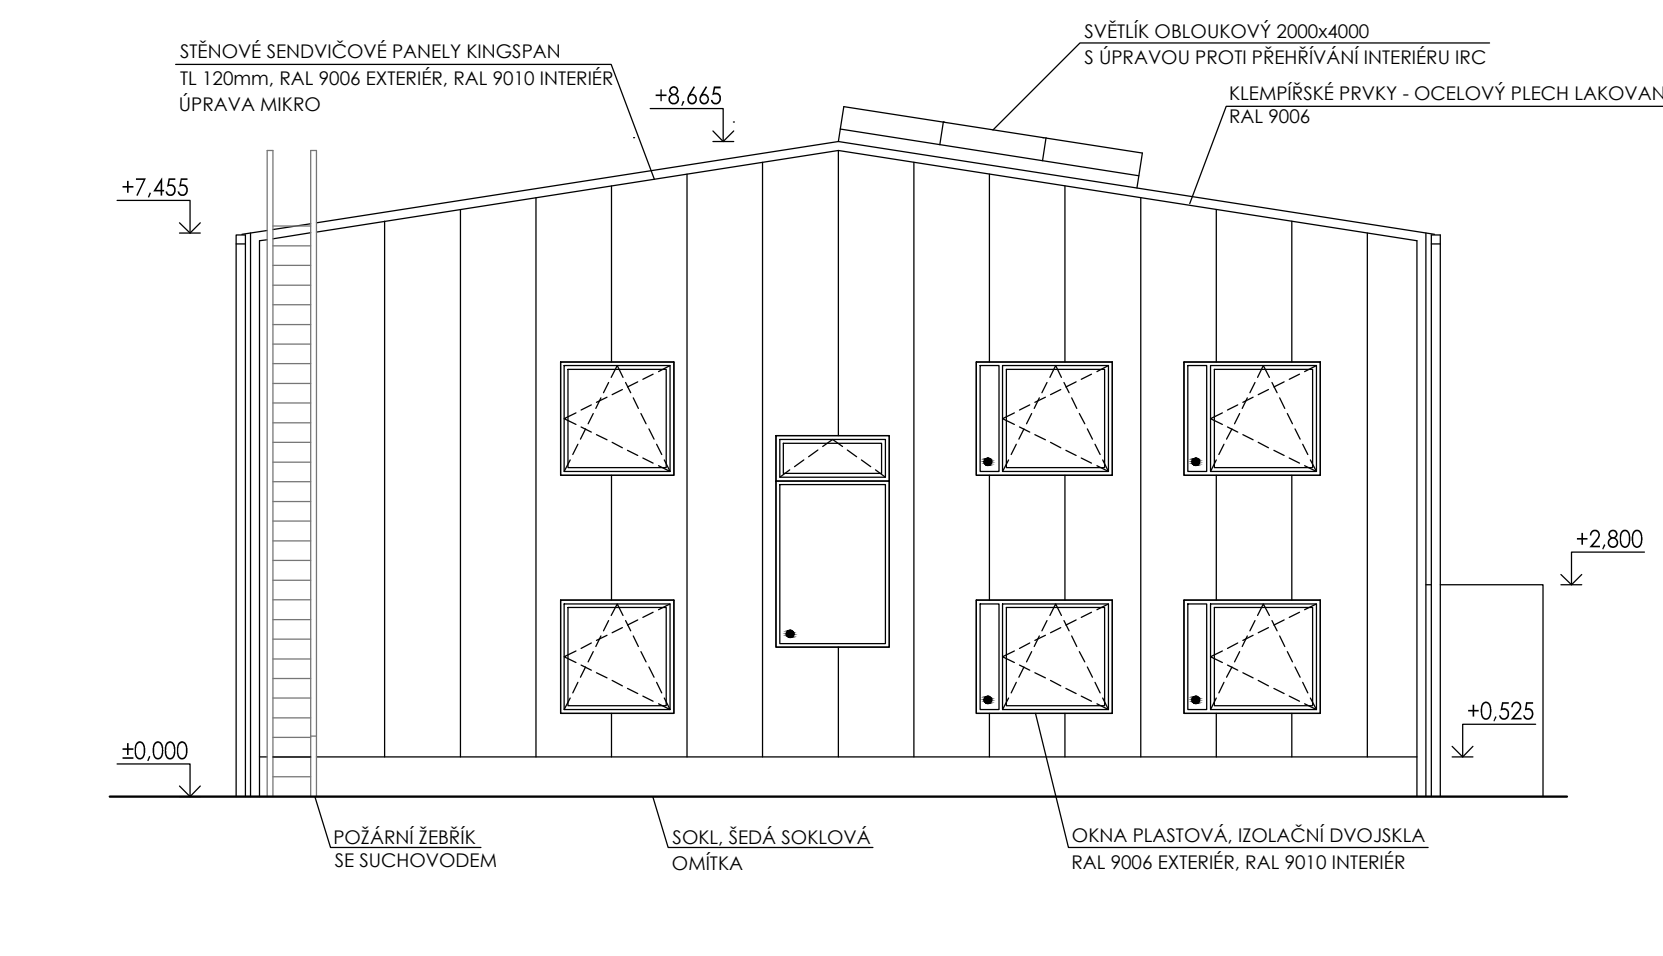 SVĚTLÍK OBLOUKOVÝ 2000x4000
S ÚPRAVOU PROTI PŘEHŘÍVÁNÍ INTERIÉRU IRC
STĚNOVÉ SENDVIČOVÉ PANELY KINGSPAN
TL 120mm, RAL 9006 EXTERIÉR, RAL 9010 INTERIÉR
ÚPRAVA MIKRO
+8,665
KLEMPÍŘSKÉ PRVKY - OCELOVÝ PLECH LAKOVAN
RAL 9006
+7,455
+2,800
+0,525
±0,000
POŽÁRNÍ ŽEBŘÍK
SE SUCHOVODEM
SOKL, ŠEDÁ SOKLOVÁ
OMÍTKA
OKNA PLASTOVÁ, IZOLAČNÍ DVOJSKLA
RAL 9006 EXTERIÉR, RAL 9010 INTERIÉR